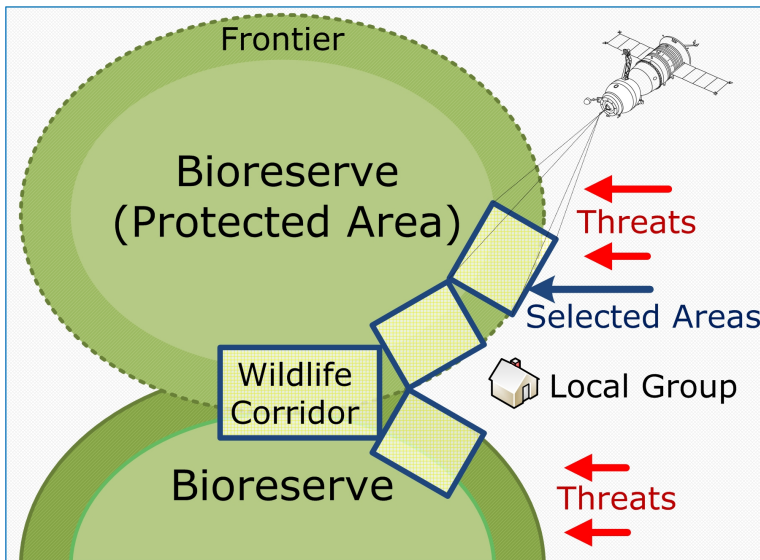 Frontier
Bioreserve
(Protected Area)
Threats
Selected Areas
Wildlife
Corridor
Local Group
Bioreserve
Threats